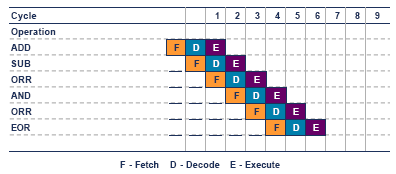 Cycle 1 2 3 4 5 6 7 8 9
Operation
ADD F D E
SUB F D E
ORR F D E
AND F D E
ORR F D E
EOR F D E
F - Fetch D - Decode E - Execute